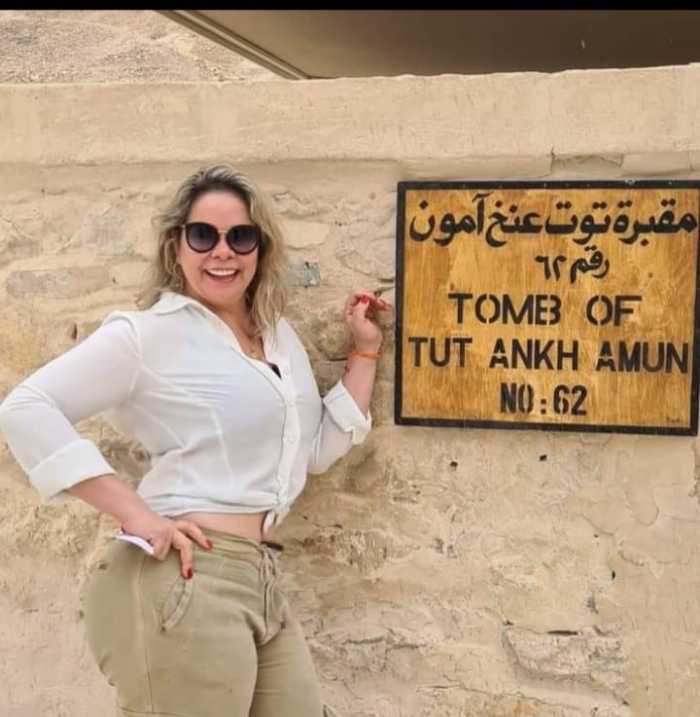 مقبرة توت عنخ آمون
رقم ٦٢
TOMB OF
TUT ANKH AMUN
NO : 62